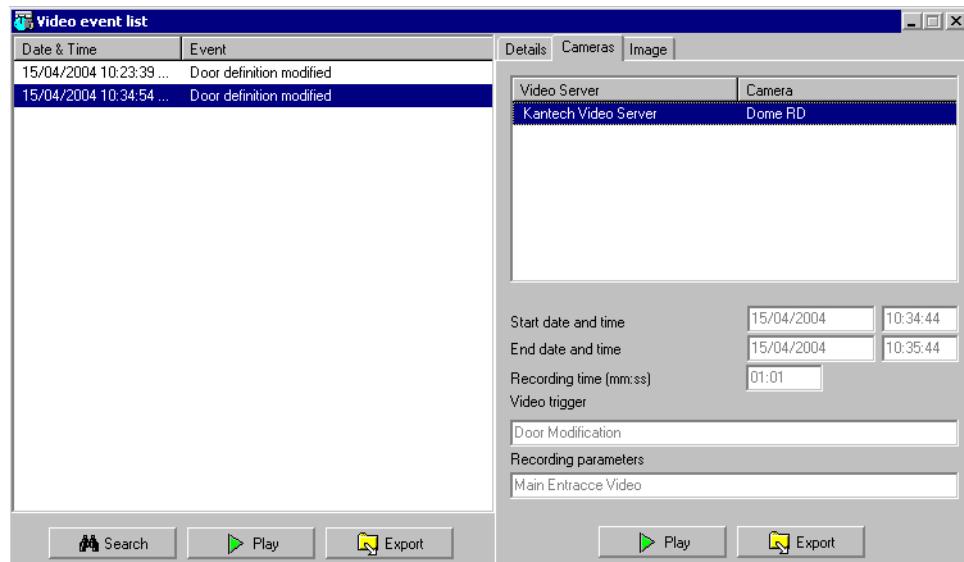 Video event list
Date & Time Event
15/04/2004 10:23:39 ... Door definition modified
15/04/2004 10:34:54 ... Door definition modified
Search Play Export
Details Cameras Image
Video Server Camera
Kantech Video Server Dome RD
Start date and time 15/04/2004 10:34:44
End date and time 15/04/2004 10:35:44
Recording time (mm:ss) 01:01
Video trigger
Door Modification
Recording parameters
Main Entracce Video
Play Export